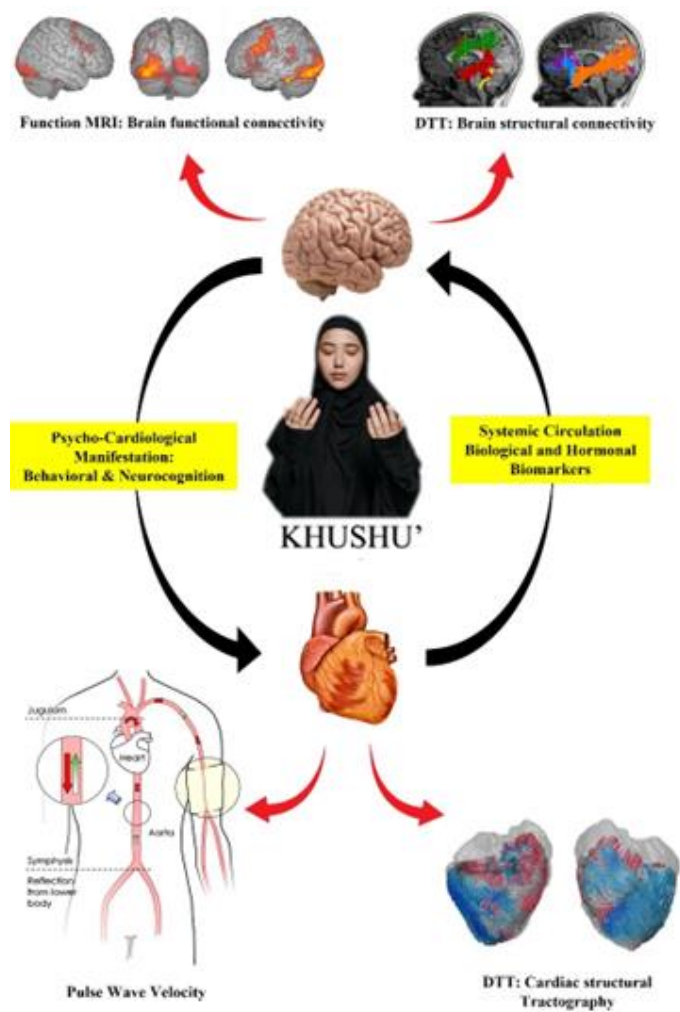 Function MRI: Brain functional connectivity
DTT: Brain structural connectivity
Psycho-Cardiological
Manifestation:
Behavioral & Neurocognition
Systemic Circulation
Biological and Hormonal
Biomarkers
KHUSHU’
Jugulum
Heart
Aorta
Symphysis
Reflection
from lower
body
Pulse Wave Velocity
DTT: Cardiac structural
Tractography